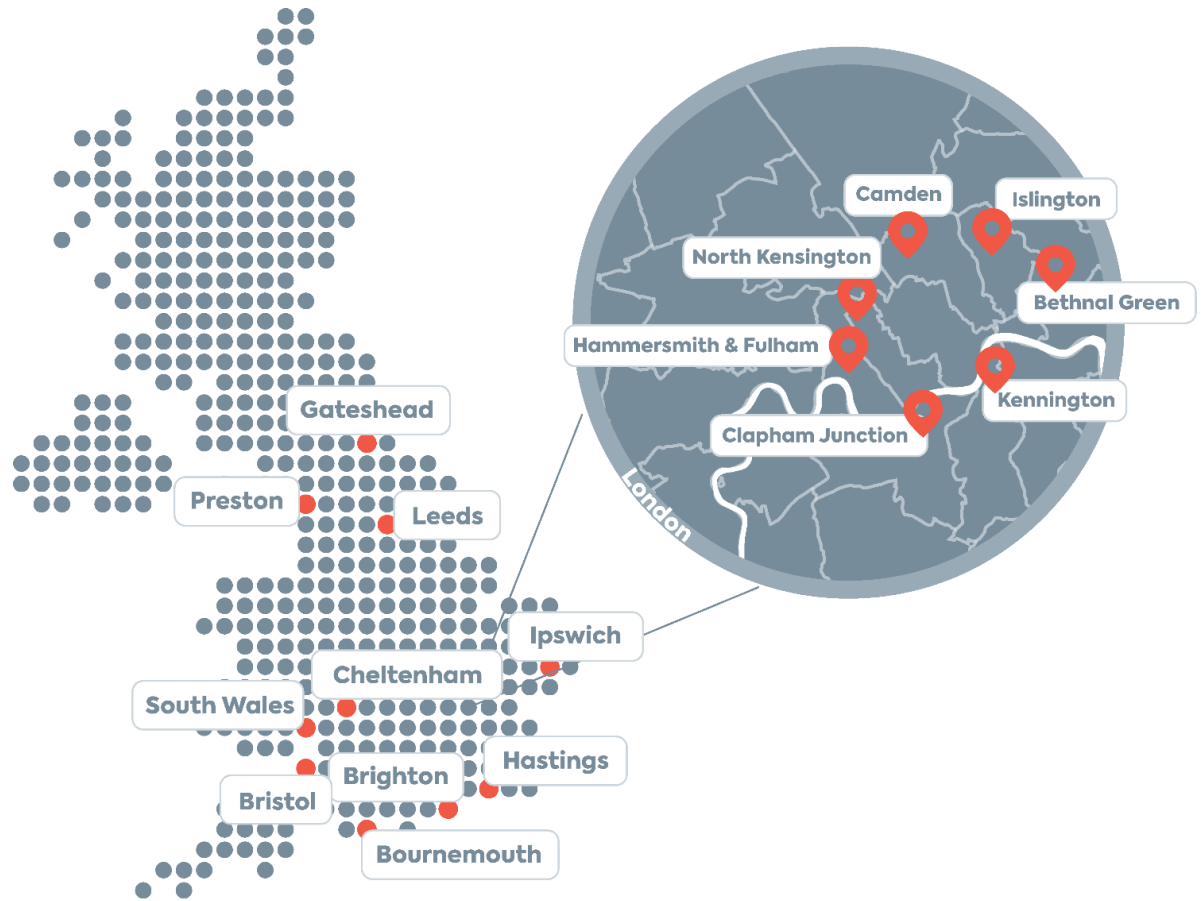 Camden
Islington
North Kensington
Bethnal Green
Hammersmith & Fulham
Kennington
Clapham Junction
London
Gateshead
Preston
Leeds
Ipswich
Cheltenham
South Wales
Hastings
Brighton
Bristol
Bournemouth